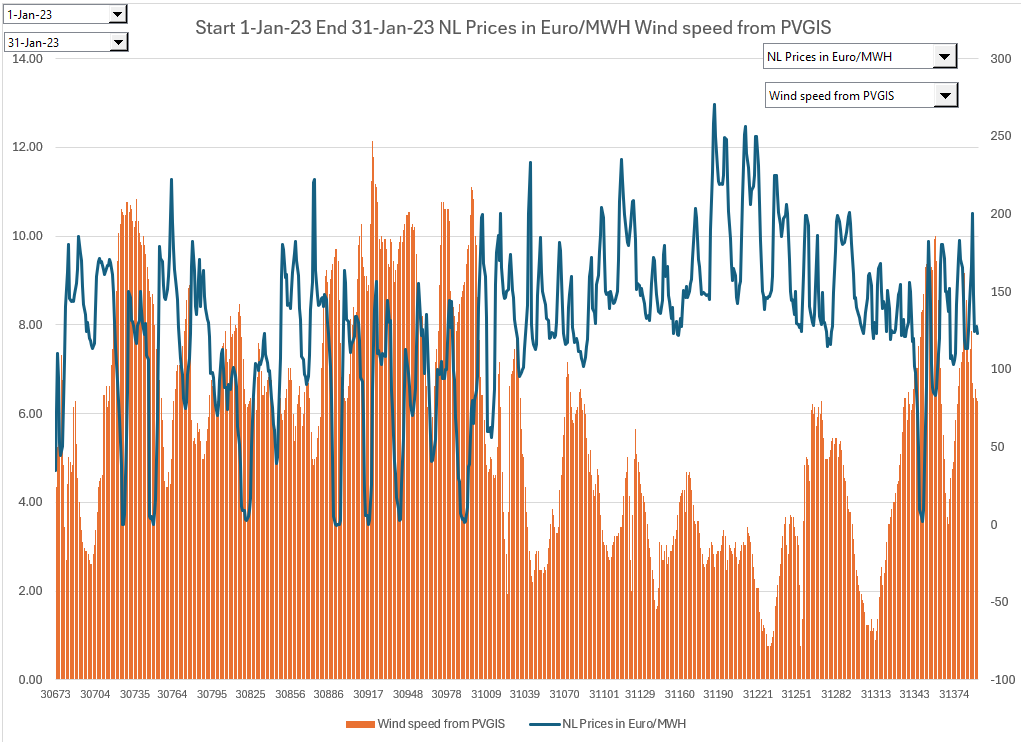 1-Jan-23
Start 1-Jan-23 End 31-Jan-23 NL Prices in Euro/MWH Wind speed from PVGIS
31-Jan-23
NL Prices in Euro/MWH
Wind speed from PVGIS
14.00
12.00
10.00
8.00
6.00
4.00
2.00
0.00
300
250
200
150
100
50
0
-50
-100
30673 30704 30735 30764 30795 30825 30856 30886 30917 30948 30978 31009 31039 31070 31101 31129 31160 31190 31221 31251 31282 31313 31343 31374
Wind speed from PVGIS NL Prices in Euro/MWH